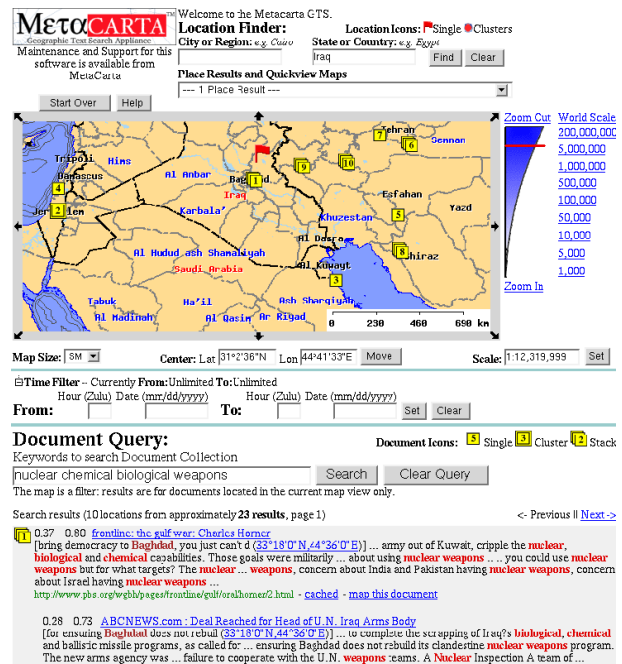 METACARTA
Geographic Text Search Appliance
Maintenance and Support for this
software is available from
MetaCarta
Start Over
Help
Welcome to the Metacarta GTS.
Location Finder:
Location Icons: Single Clusters
City or Region: e.g. Cairo
State or Country: e.g. Egypt
Iraq
Find
Clear
Place Results and Quickview Maps
--- 1 Place Result ---
Zoom Out
World Scale
200,000,000
5,000,000
1,000,000
500,000
100,000
50,000
10,000
5,000
1,000
Zoom In
Tehran
7
6
Semnan
Tripoli
Hims
Damascus
4
Al Anbar
Baghdad
1
9
10
Iraq
Esfahan
Yazd
2
Karbala'
Khuzestan
5
Al Basra
Al Hudud ash Shamaliyah
8
Shiraz
Saudi Arabia
Al Kuwayt
3
Tabuk
Ha'il
Ash Sharqiyah
Al Madinah
Al Qasim
Ar Riyad
0 230 460 690 km
Map Size: SM
Center: Lat 31°2'36"N Lon 44°41'33"E Move
Scale: 1:12,319,999 Set
Time Filter -- Currently From:Unlimited To:Unlimited
Hour (Zulu) Date (mm/dd/yyyy) Hour (Zulu) Date (mm/dd/yyyy)
From: To: Set Clear
Document Query:
Document Icons: 5 Single 3 Cluster 2 Stack
Keywords to search Document Collection
nuclear chemical biological weapons
Search
Clear Query
The map is a filter: results are for documents located in the current map view only.
Search results (10 locations from approximately 23 results, page 1)
<- Previous || Next ->
1 0.37 0.80 frontline: the gulf war: Charles Horner
[bring democracy to Baghdad, you just can't d (33°18'0"N,44°36'0"E)] ... army out of Kuwait, cripple the nuclear,
biological and chemical capabilities. Those goals were militarily ... about using nuclear weapons .. .. you could use nuclear
weapons but for what targets? The nuclear ... weapons, concern about India and Pakistan having nuclear weapons, concern
about Israel having nuclear weapons ...
http://www.pbs.org/wgbh/pages/frontline/gulf/oral/horner/2.html - cached - map this document
0.28 0.73 ABCNEWS.com : Deal Reached for Head of U.N. Iraq Arms Body
[for ensuring Baghdad does not rebuil (33°18'0"N,44°36'0"E)] ... to complete the scrapping of Iraq?s biological, chemical
and ballistic missile programs, as called for ... ensuring Baghdad does not rebuild its clandestine nuclear weapons program.
The new arms agency was ... failure to cooperate with the U.N. weapons teams. A Nuclear Inspection A team of ...